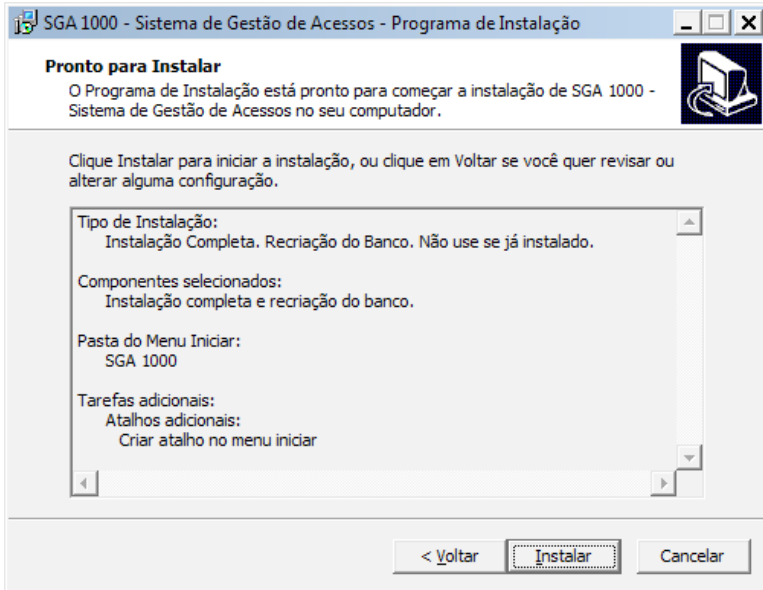 SGA 1000 - Sistema de Gestão de Acessos - Programa de Instalação
Pronto para Instalar
O Programa de Instalação está pronto para começar a instalação de SGA 1000 -
Sistema de Gestão de Acessos no seu computador.
Clique Instalar para iniciar a instalação, ou clique em Voltar se você quer revisar ou
alterar alguma configuração.
Tipo de Instalação:
Instalação Completa. Recriação do Banco. Não use se já instalado.
Componentes selecionados:
Instalação completa e recriação do banco.
Pasta do Menu Iniciar:
SGA 1000
Tarefas adicionais:
Atalhos adicionais:
Criar atalho no menu iniciar
< Voltar
Instalar
Cancelar